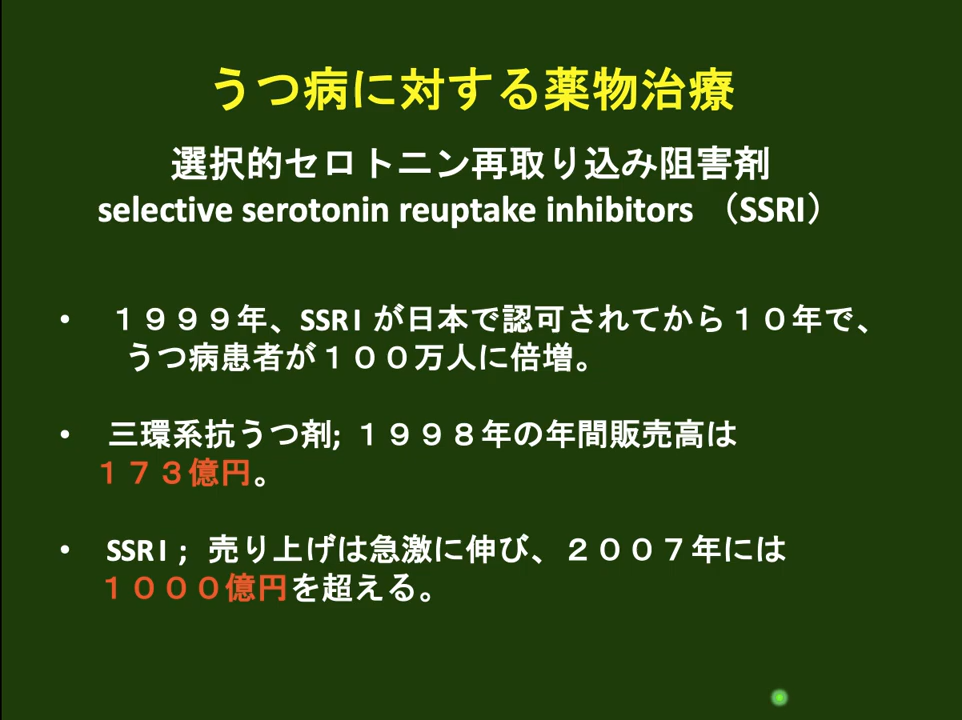 うつ病に対する薬物治療
選択的セロトニン再取り込み阻害剤
selective serotonin reuptake inhibitors （SSRI）
• １９９９年、SSRI が日本で認可されてから１０年で、
うつ病患者が１００万人に倍増。
• 三環系抗うつ剤; １９９８年の年間販売高は
１７３億円。
• SSRI ; 売り上げは急激に伸び、２００７年には
１０００億円を超える。